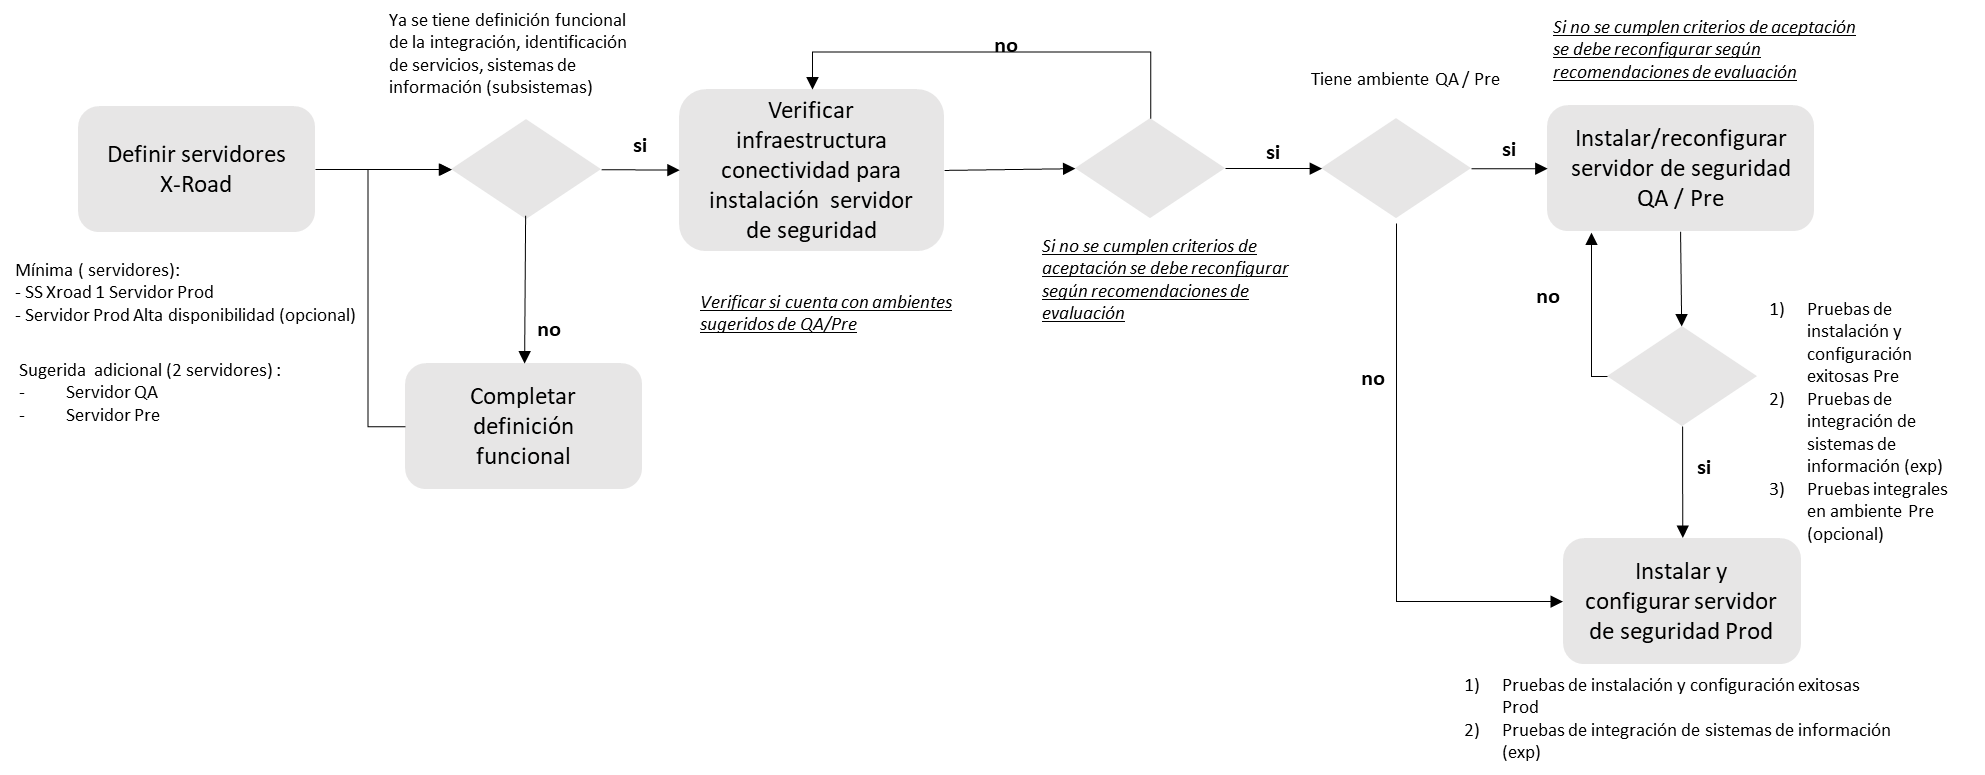 Ya se tiene definición funcional
de la integración, identificación
de servicios, sistemas de
información (subsistemas)
Definir servidores
X-Road
Mínima ( servidores):
- SS Xroad 1 Servidor Prod
- Servidor Prod Alta disponibilidad (opcional)
Sugerida adicional (2 servidores) :
- Servidor QA
- Servidor Pre
si
no
Completar
definición
funcional
Verificar
infraestructura
conectividad para
instalación servidor
de seguridad
Verificar si cuenta con ambientes
sugeridos de QA/Pre
no
si
Si no se cumplen criterios de
aceptación se debe reconfigurar
según recomendaciones de
evaluación
Tiene ambiente QA / Pre
si
no
Si no se cumplen criterios de aceptación
se debe reconfigurar según
recomendaciones de evaluación
Instalar/reconfigurar
servidor de seguridad
QA / Pre
no
si
1) Pruebas de
instalación y
configuración
exitosas Pre
2) Pruebas de
integración de
sistemas de
información (exp)
3) Pruebas integrales
en ambiente Pre
(opcional)
Instalar y
configurar servidor
de seguridad Prod
1) Pruebas de instalación y configuración exitosas
Prod
2) Pruebas de integración de sistemas de información
(exp)